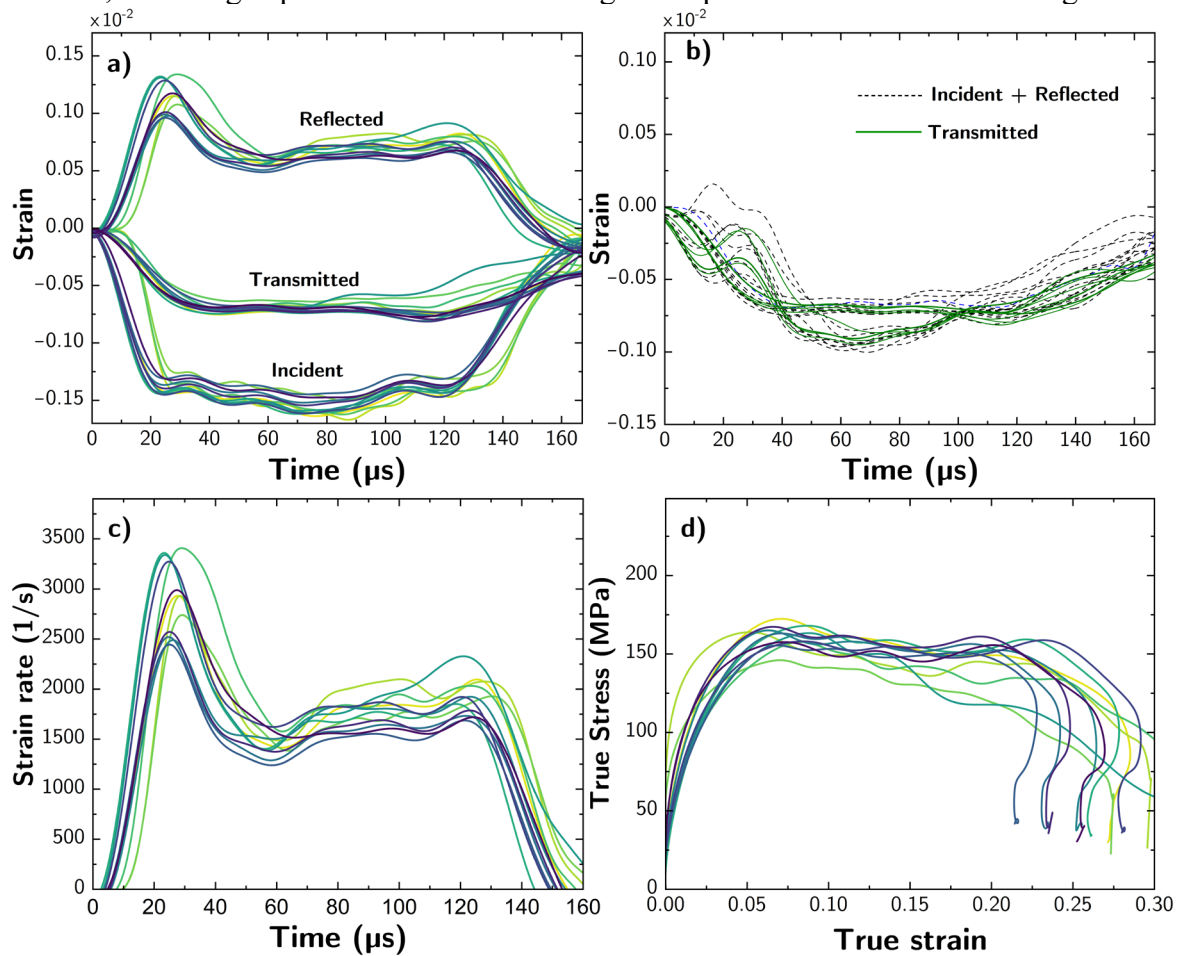 ×10⁻² ×10⁻²
a)
0.15
0.10
0.05
0.00
−0.05
−0.10
−0.15
Strain
Reflected
Transmitted
Incident
0 20 40 60 80 100 120 140 160
Time (μs)
b)
0.10
0.05
0.00
−0.05
−0.10
−0.15
Strain
Incident + Reflected
Transmitted
0 20 40 60 80 100 120 140 160
Time (μs)
c)
3500
3000
2500
2000
1500
1000
500
0
Strain rate (1/s)
0 20 40 60 80 100 120 140 160
Time (μs)
d)
200
150
100
50
0
True Stress (MPa)
0.00 0.05 0.10 0.15 0.20 0.25 0.30
True strain